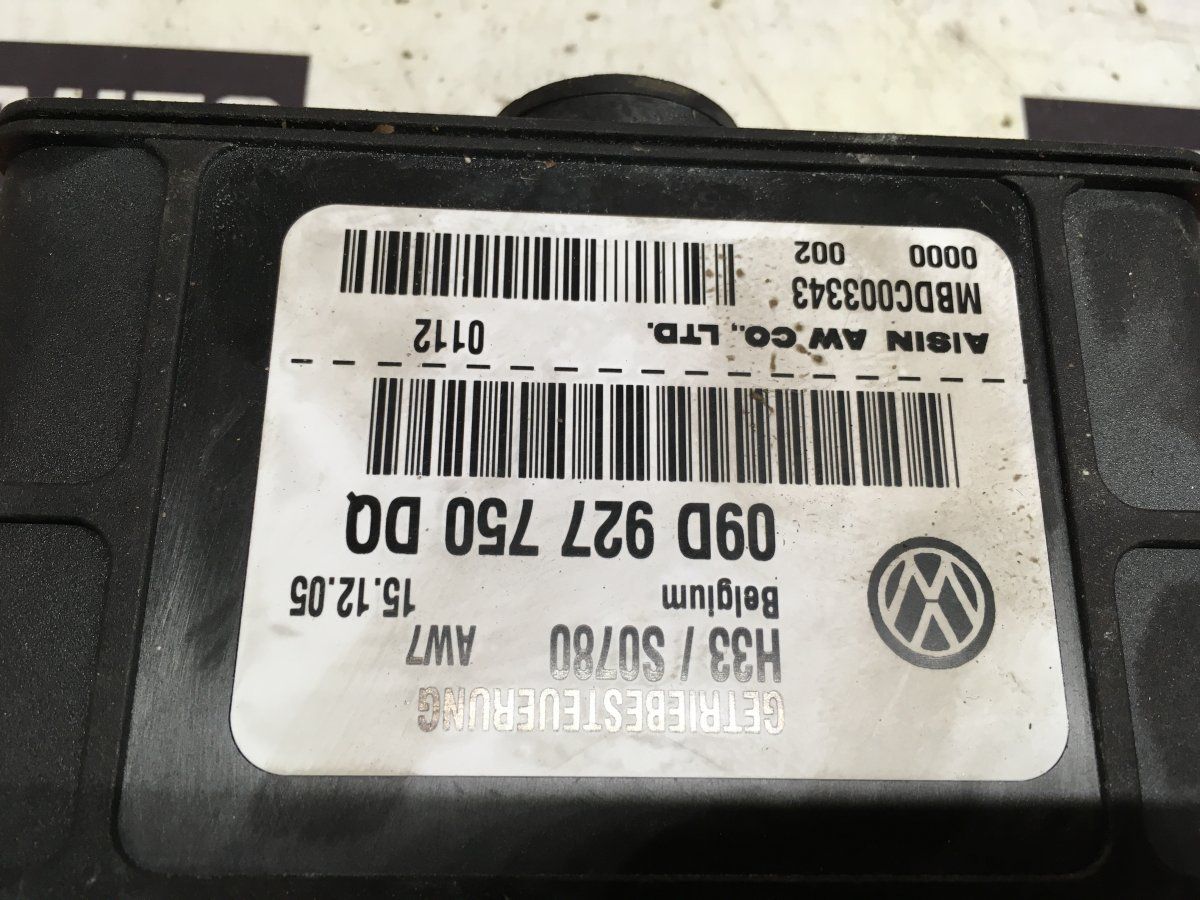 GETRIEBESTEUERUNG
H33 / S0780 AW7
Belgium 15.12.05
09D 927 750 DQ
AISIN AW CO., LTD. 0112
MBDC003343
0000 002